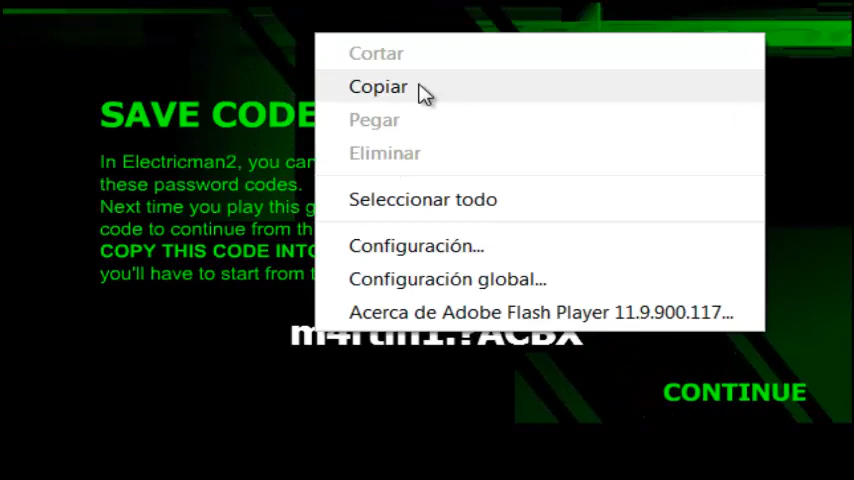 SAVE CODE
In Electricman2, you can
these password codes.
Next time you play this g
code to continue from th
COPY THIS CODE INTO
you'll have to start from t
Cortar
Copiar
Pegar
Eliminar
Seleccionar todo
Configuración...
Configuración global...
Acerca de Adobe Flash Player 11.9.900.117...
m4rtin1.?ACBX
CONTINUE